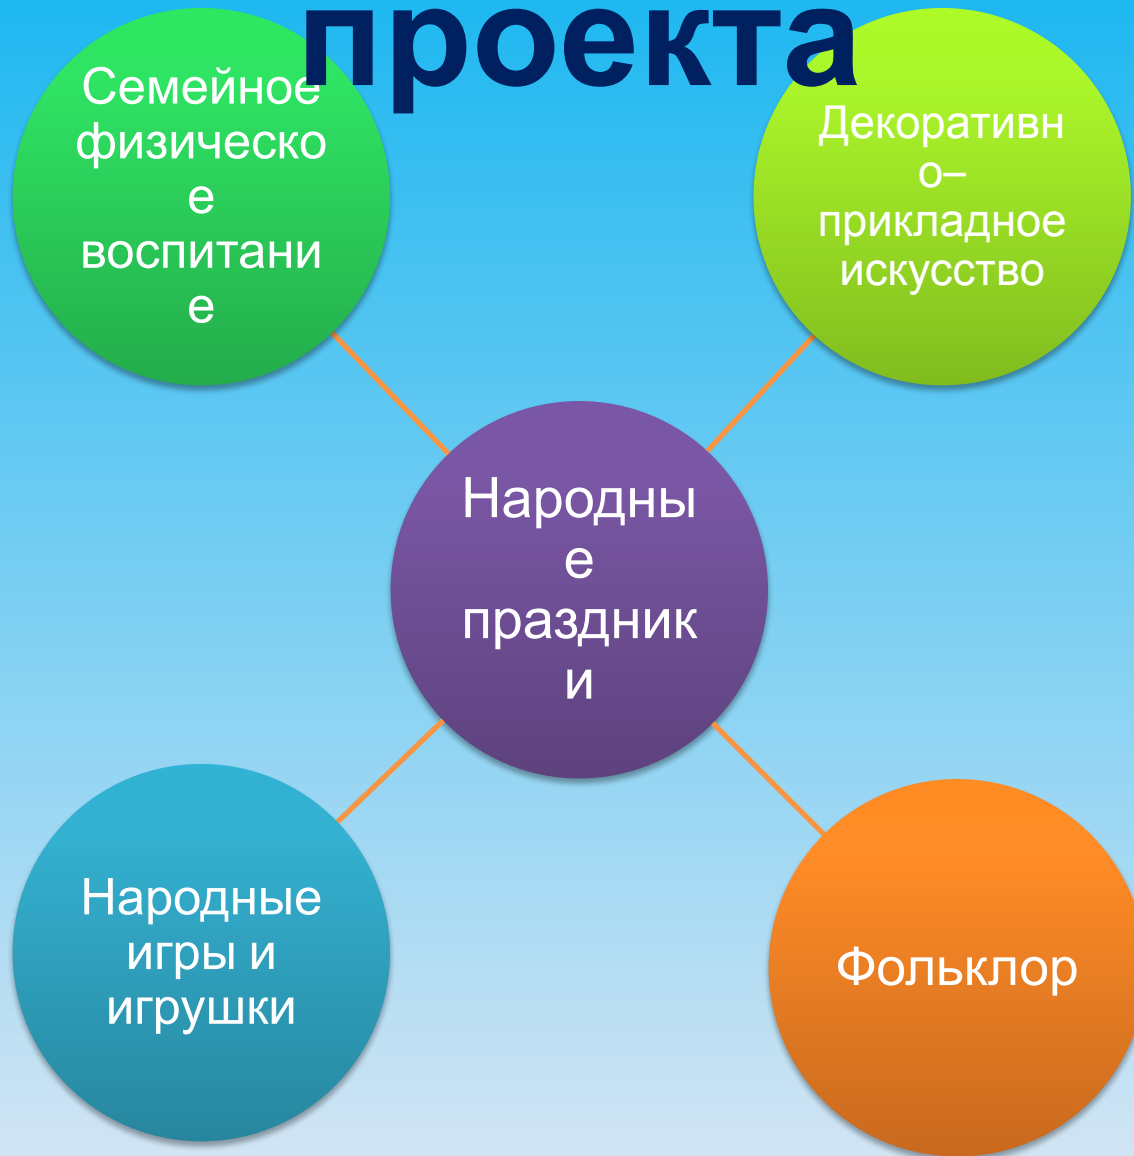 проекта
Семейное
физическо
е
воспитани
е
Декоративн
о–
прикладное
искусство
Народны
е
праздник
и
Народные
игры и
игрушки
Фольклор